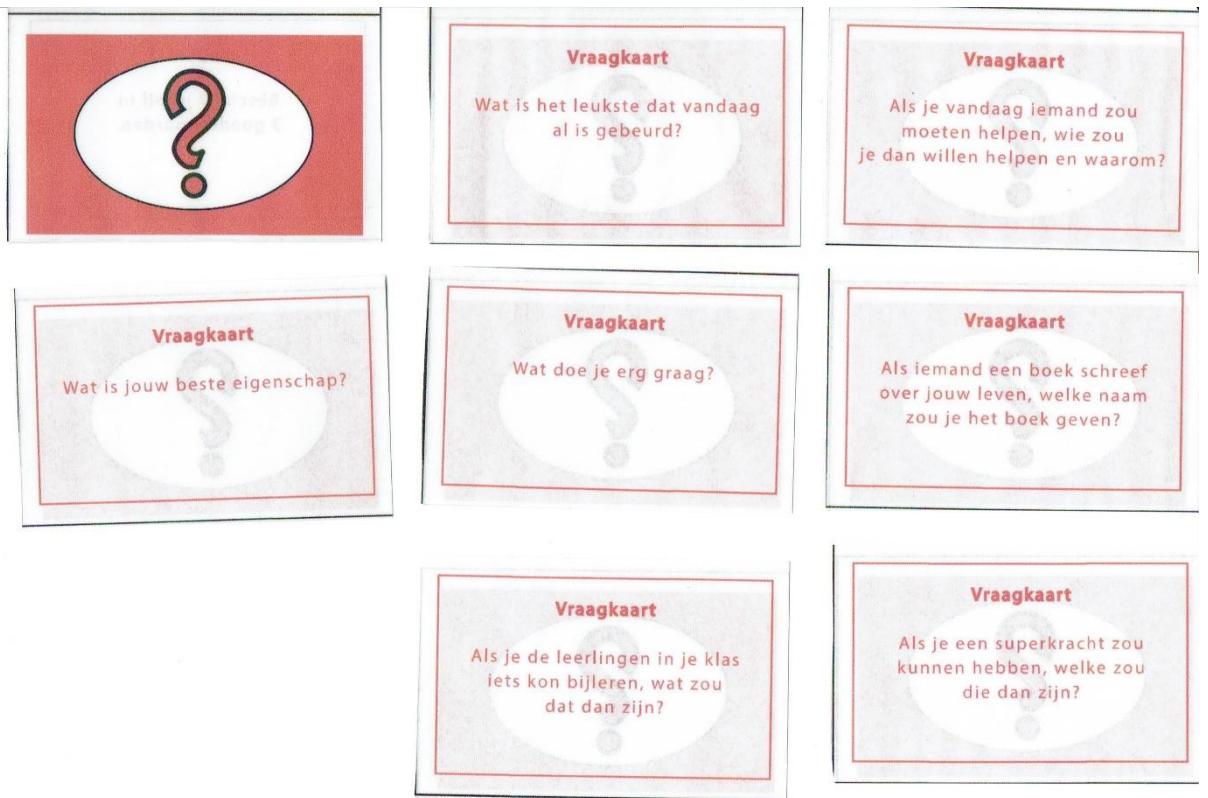 Vraagkaart
Wat is het leukste dat vandaag
al is gebeurd?
Vraagkaart
Als je vandaag iemand zou
moeten helpen, wie zou
je dan willen helpen en waarom?
Vraagkaart
Wat is jouw beste eigenschap?
Vraagkaart
Wat doe je erg graag?
Vraagkaart
Als iemand een boek schreef
over jouw leven, welke naam
zou je het boek geven?
Vraagkaart
Als je de leerlingen in je klas
iets kon bijleren, wat zou
dat dan zijn?
Vraagkaart
Als je een superkracht zou
kunnen hebben, welke zou
die dan zijn?